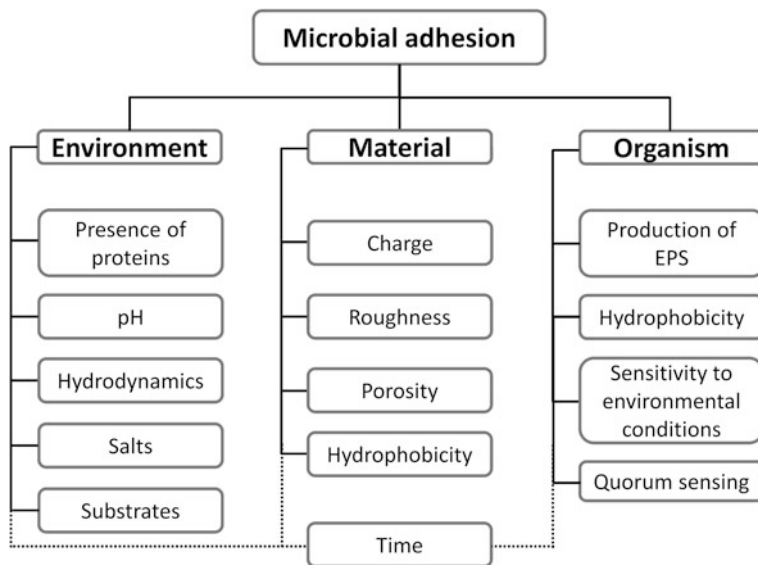 Microbial adhesion
Environment
Presence of
proteins
pH
Hydrodynamics
Salts
Substrates
Material
Charge
Roughness
Porosity
Hydrophobicity
Time
Organism
Production of
EPS
Hydrophobicity
Sensitivity to
environmental
conditions
Quorum sensing